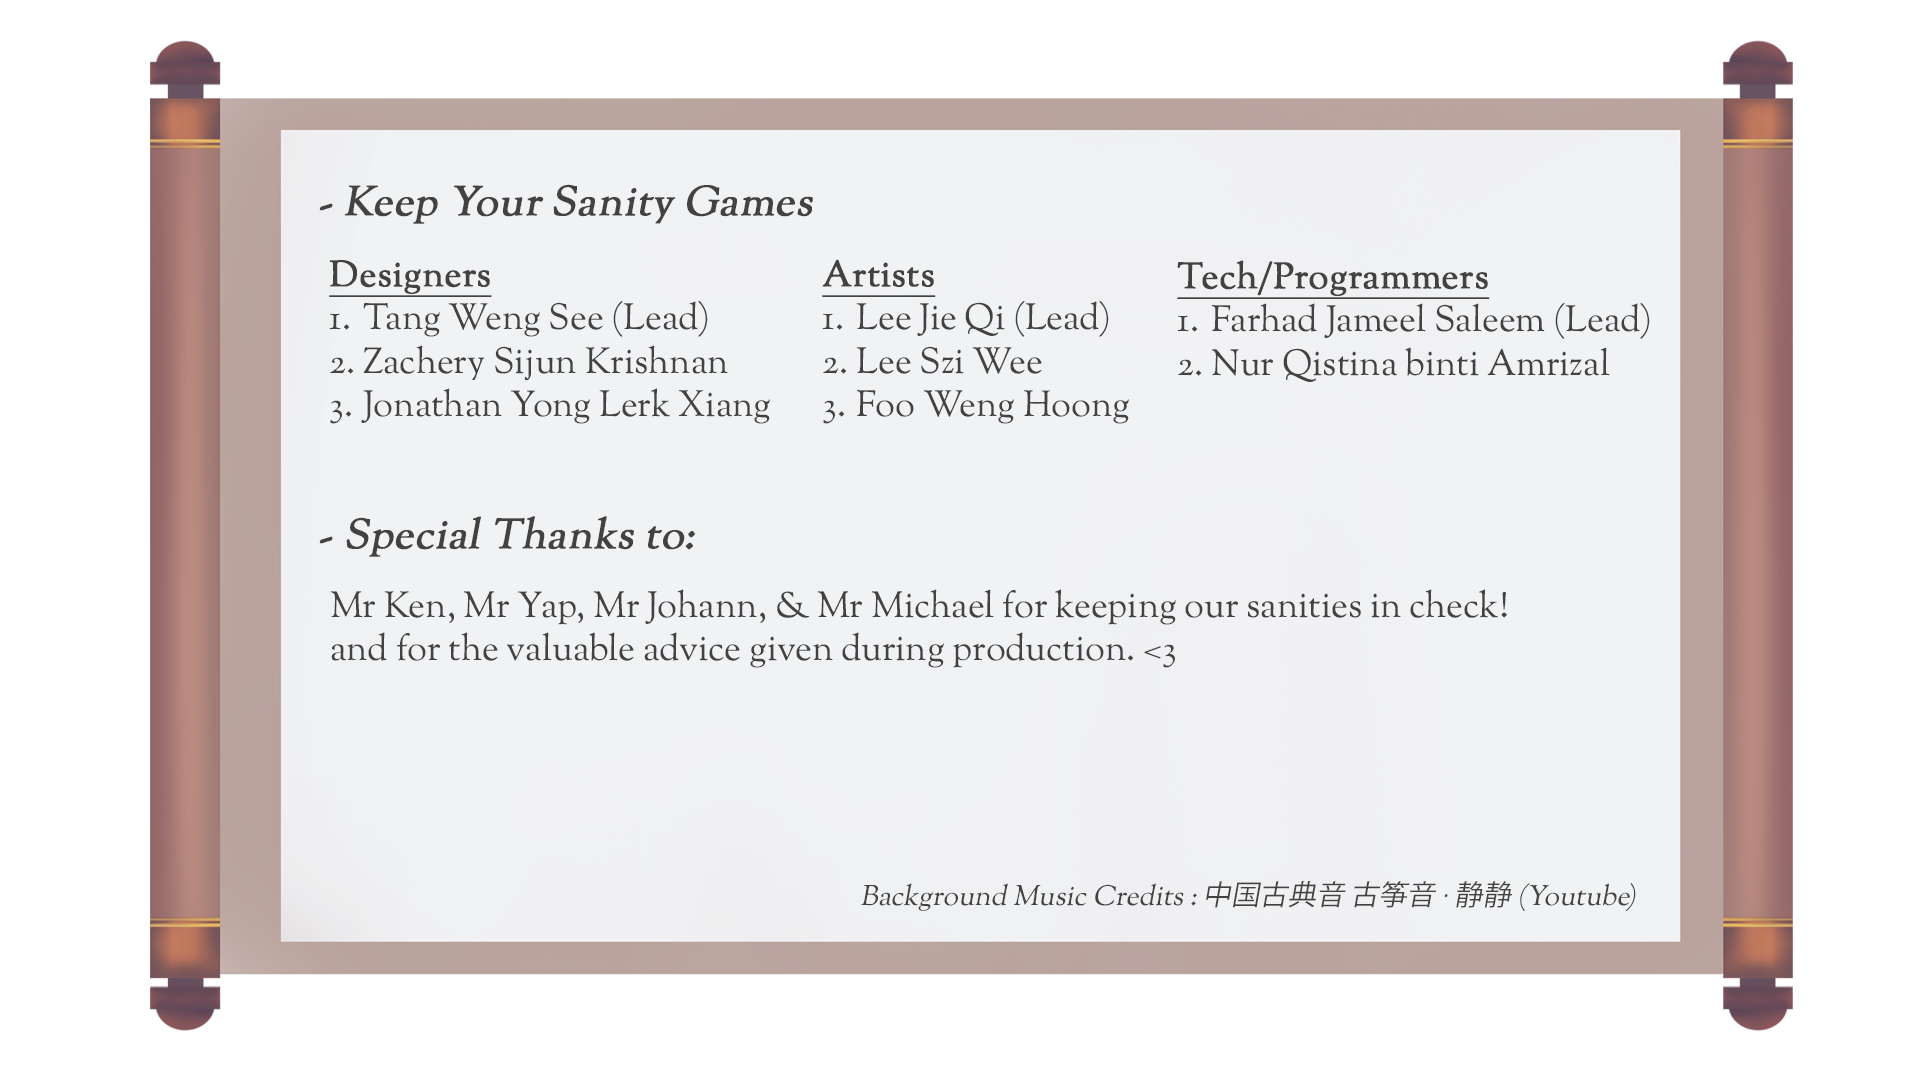 - Keep Your Sanity Games
Designers
1. Tang Weng See (Lead)
2. Zachery Sijun Krishnan
3. Jonathan Yong Lerk Xiang
Artists
1. Lee Jie Qi (Lead)
2. Lee Szi Wee
3. Foo Weng Hoong
Tech/Programmers
1. Farhad Jameel Saleem (Lead)
2. Nur Qistina binti Amrizal
- Special Thanks to:
Mr Ken, Mr Yap, Mr Johann, & Mr Michael for keeping our sanities in check!
and for the valuable advice given during production. <3
Background Music Credits : 中国古典音 古筝音 · 静静 (Youtube)